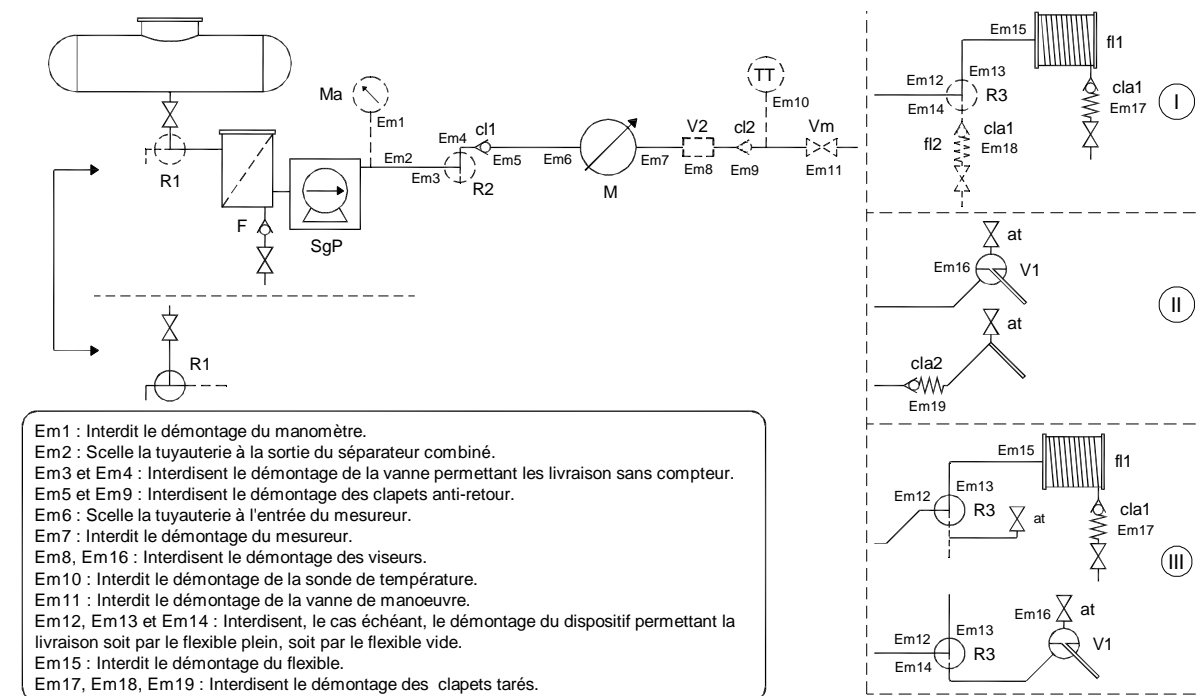 Em15
fl1
TT
Em12
Em13
cla1
Ma
Em10
R3
Em17
I
Em14
Em1
V2
cl2
Vm
cla1
Em4
cl1
fl2
Em18
Em2
Em5
Em6
Em7
Em8
Em9
Em11
R1
Em3
R2
M
F
SgP
at
Em16
V1
II
at
R1
cla2
Em19
Em1 : Interdit le démontage du manomètre.
Em2 : Scelle la tuyauterie à la sortie du séparateur combiné.
Em3 et Em4 : Interdisent le démontage de la vanne permettant les livraison sans compteur.
Em5 et Em9 : Interdisent le démontage des clapets anti-retour.
Em6 : Scelle la tuyauterie à l'entrée du mesureur.
Em7 : Interdit le démontage du mesureur.
Em8, Em16 : Interdisent le démontage des viseurs.
Em10 : Interdit le démontage de la sonde de température.
Em11 : Interdit le démontage de la vanne de manoeuvre.
Em12, Em13 et Em14 : Interdisent, le cas échéant, le démontage du dispositif permettant la
livraison soit par le flexible plein, soit par le flexible vide.
Em15 : Interdit le démontage du flexible.
Em17, Em18, Em19 : Interdisent le démontage des clapets tarés.
Em15
fl1
Em12
Em13
R3
at
cla1
Em17
III
Em16
at
Em12
Em13
R3
V1
Em14